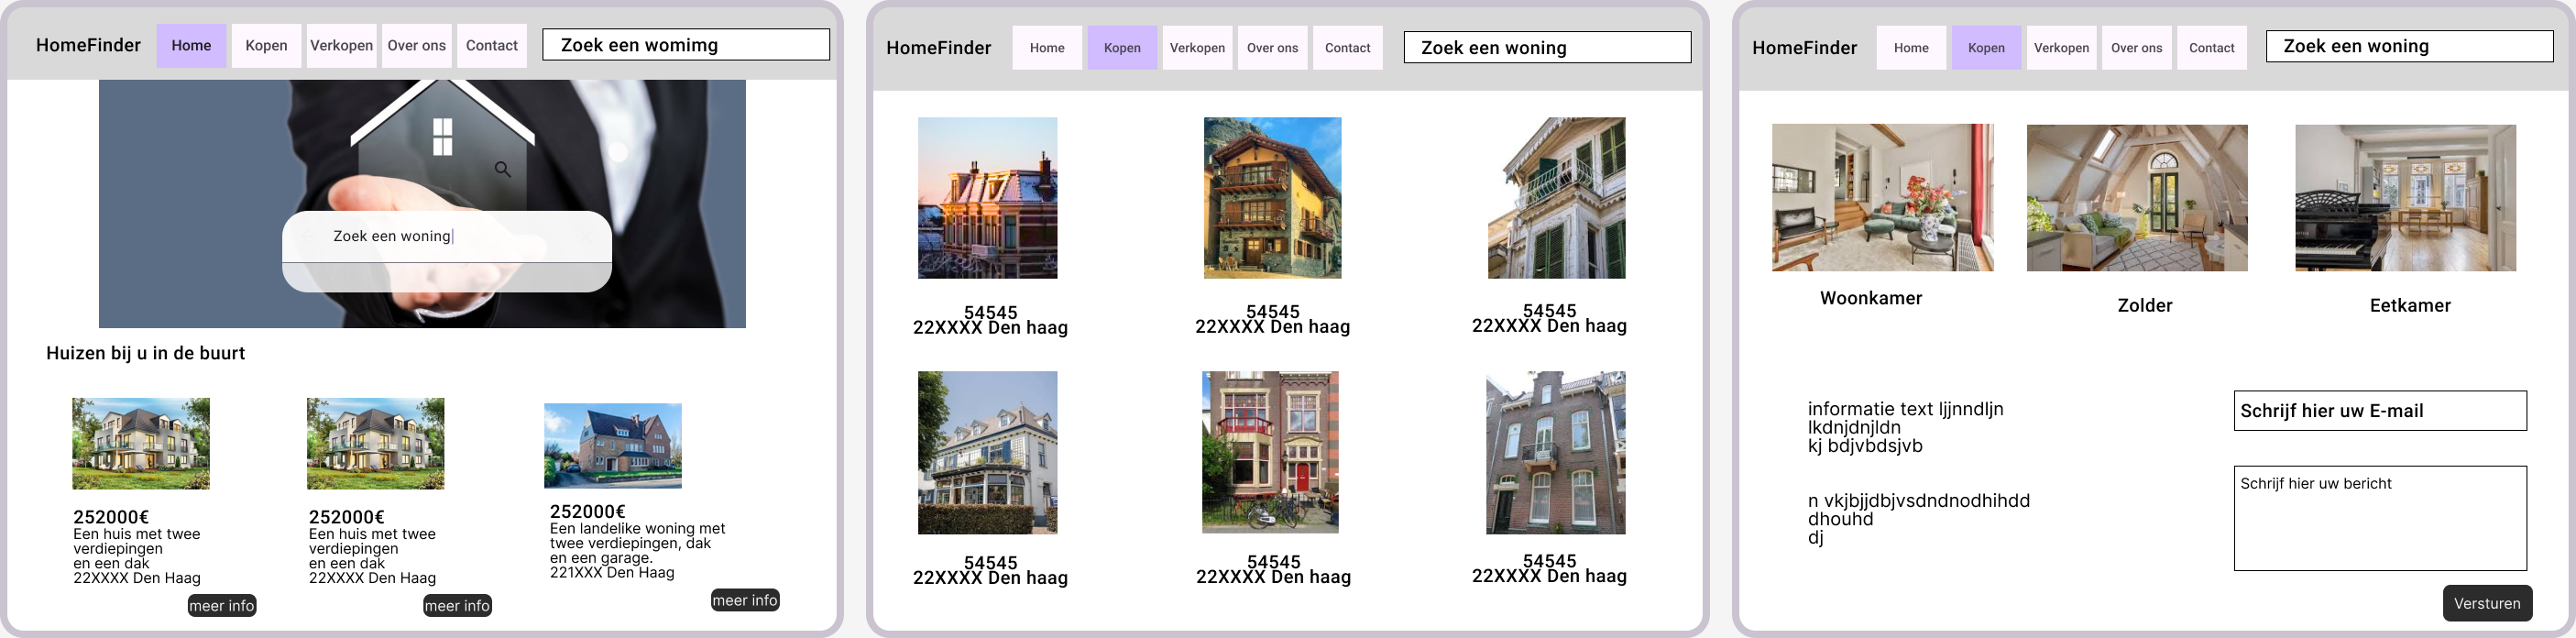 HomeFinder
Home
Kopen
Verkopen
Over ons
Contact
Zoek een womimg
Zoek een woning
Huizen bij u in de buurt
252000€
Een huis met twee
verdiepingen
en een dak
22XXXX Den Haag
meer info
252000€
Een huis met twee
verdiepingen
en een dak
22XXXX Den Haag
meer info
252000€
Een landelike woning met
twee verdiepingen, dak
en een garage.
221XXX Den Haag
meer info
HomeFinder
Home
Kopen
Verkopen
Over ons
Contact
Zoek een woning
54545
22XXXX Den haag
54545
22XXXX Den haag
54545
22XXXX Den haag
54545
22XXXX Den haag
54545
22XXXX Den haag
54545
22XXXX Den haag
HomeFinder
Home
Kopen
Verkopen
Over ons
Contact
Zoek een woning
Woonkamer
Zolder
Eetkamer
informatie text ljjnndljn
lkdnjdnjldn
kj bdjvbdsjvb
n vkjbjjdbjvsdndnodhihdd
dhouhd
dj
Schrijf hier uw E-mail
Schrijf hier uw bericht
Versturen